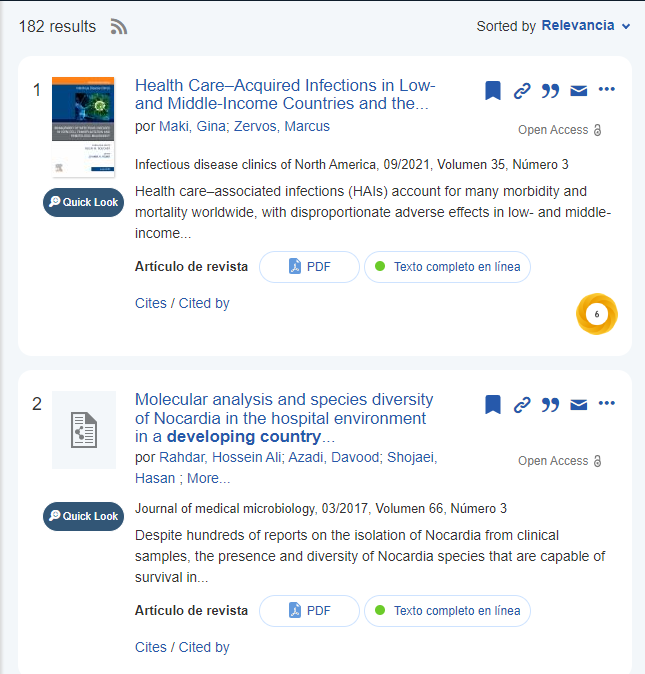 182 results
Sorted by Relevancia
1
Health Care–Acquired Infections in Low-
and Middle-Income Countries and the...
por Maki, Gina; Zervos, Marcus
Open Access
Infectious disease clinics of North America, 09/2021, Volumen 35, Número 3
Quick Look
Health care–associated infections (HAIs) account for many morbidity and
mortality worldwide, with disproportionate adverse effects in low- and middle-
income...
Artículo de revista PDF Texto completo en línea
Cites / Cited by
6
2
Molecular analysis and species diversity
of Nocardia in the hospital environment
in a developing country...
por Rahdar, Hossein Ali; Azadi, Davood; Shojaei,
Hasan ; More...
Open Access
Journal of medical microbiology, 03/2017, Volumen 66, Número 3
Quick Look
Despite hundreds of reports on the isolation of Nocardia from clinical
samples, the presence and diversity of Nocardia species that are capable of
survival in...
Artículo de revista PDF Texto completo en línea
Cites / Cited by